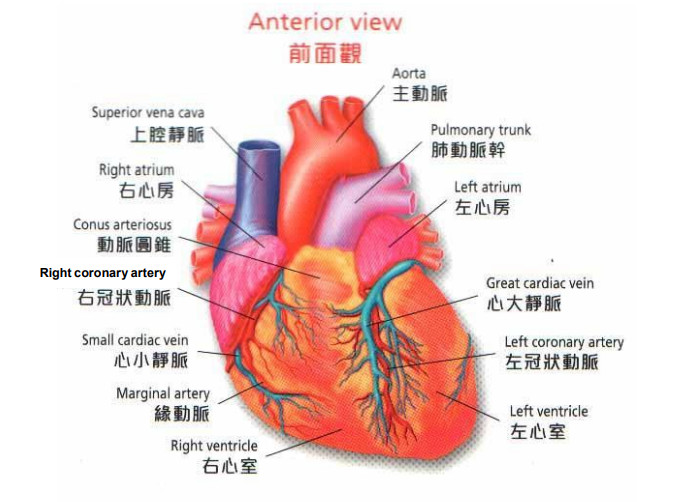 Anterior view
前面觀
Aorta
主動脈
Superior vena cava
上腔靜脈
Pulmonary trunk
肺動脈幹
Right atrium
右心房
Left atrium
左心房
Conus arteriosus
動脈圓錐
Right coronary artery
右冠狀動脈
Great cardiac vein
心大靜脈
Small cardiac vein
心小靜脈
Left coronary artery
左冠狀動脈
Marginal artery
緣動脈
Left ventricle
左心室
Right ventricle
右心室